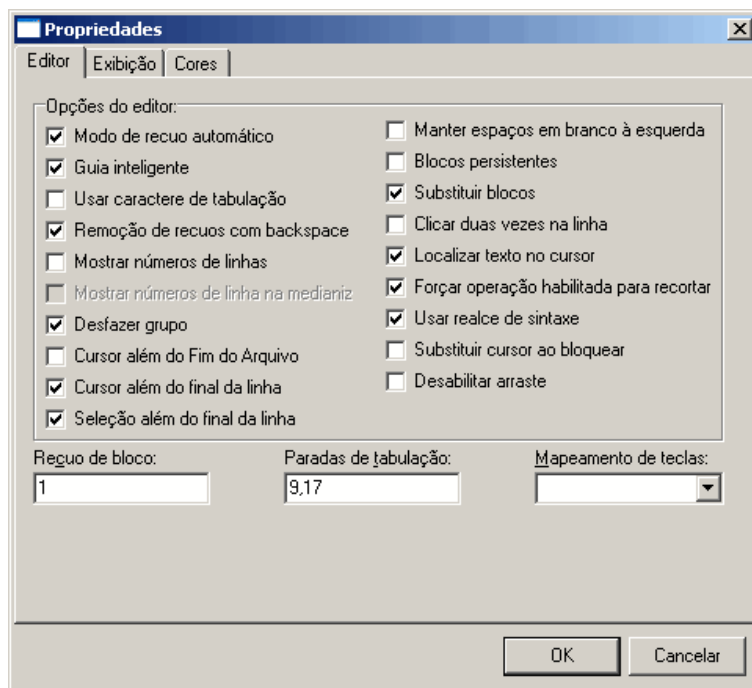 Propriedades
Editor Exibição Cores
Opções do editor:
Modo de recuo automático
Guia inteligente
Usar caractere de tabulação
Remoção de recuos com backspace
Mostrar números de linhas
Mostrar números de linha na medianiz
Desfazer grupo
Cursor além do Fim do Arquivo
Cursor além do final da linha
Seleção além do final da linha
Manter espaços em branco à esquerda
Blocos persistentes
Substituir blocos
Clicar duas vezes na linha
Localizar texto no cursor
Forçar operação habilitada para recortar
Usar realce de sintaxe
Substituir cursor ao bloquear
Desabilitar arraste
Recuo de bloco: Paradas de tabulação: Mapeamento de teclas:
1 9,17
OK Cancelar